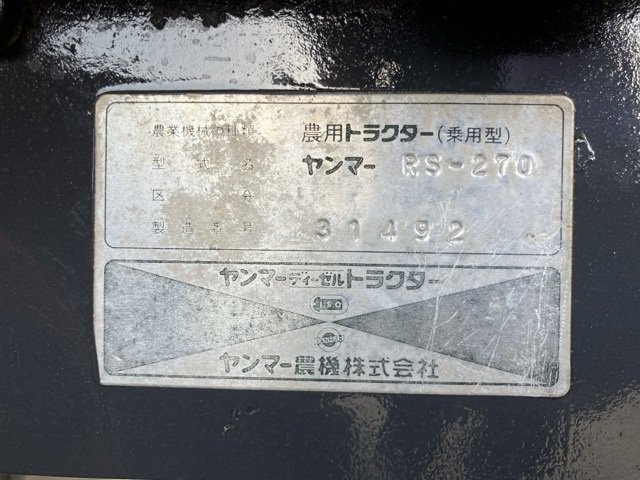 農業機械の種類 農用トラクター(乗用型)
型式名 ヤンマー RS-270
区分
製造番号 31492
ヤンマーディーゼルトラクター
ヤンマー農機株式会社